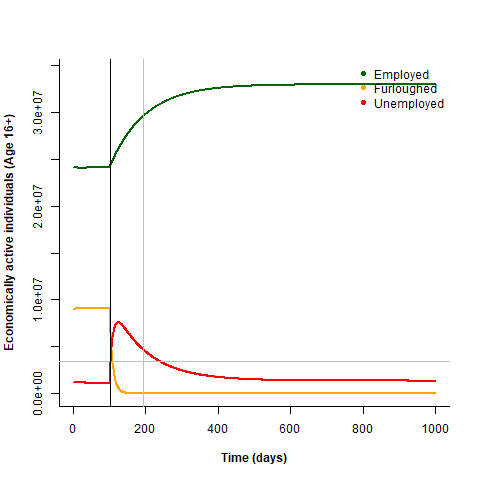 Economically active individuals (Age 16+)
3.0e+07
2.0e+07
1.0e+07
0.0e+00
Employed
Furloughed
Unemployed
0 200 400 600 800 1000
Time (days)